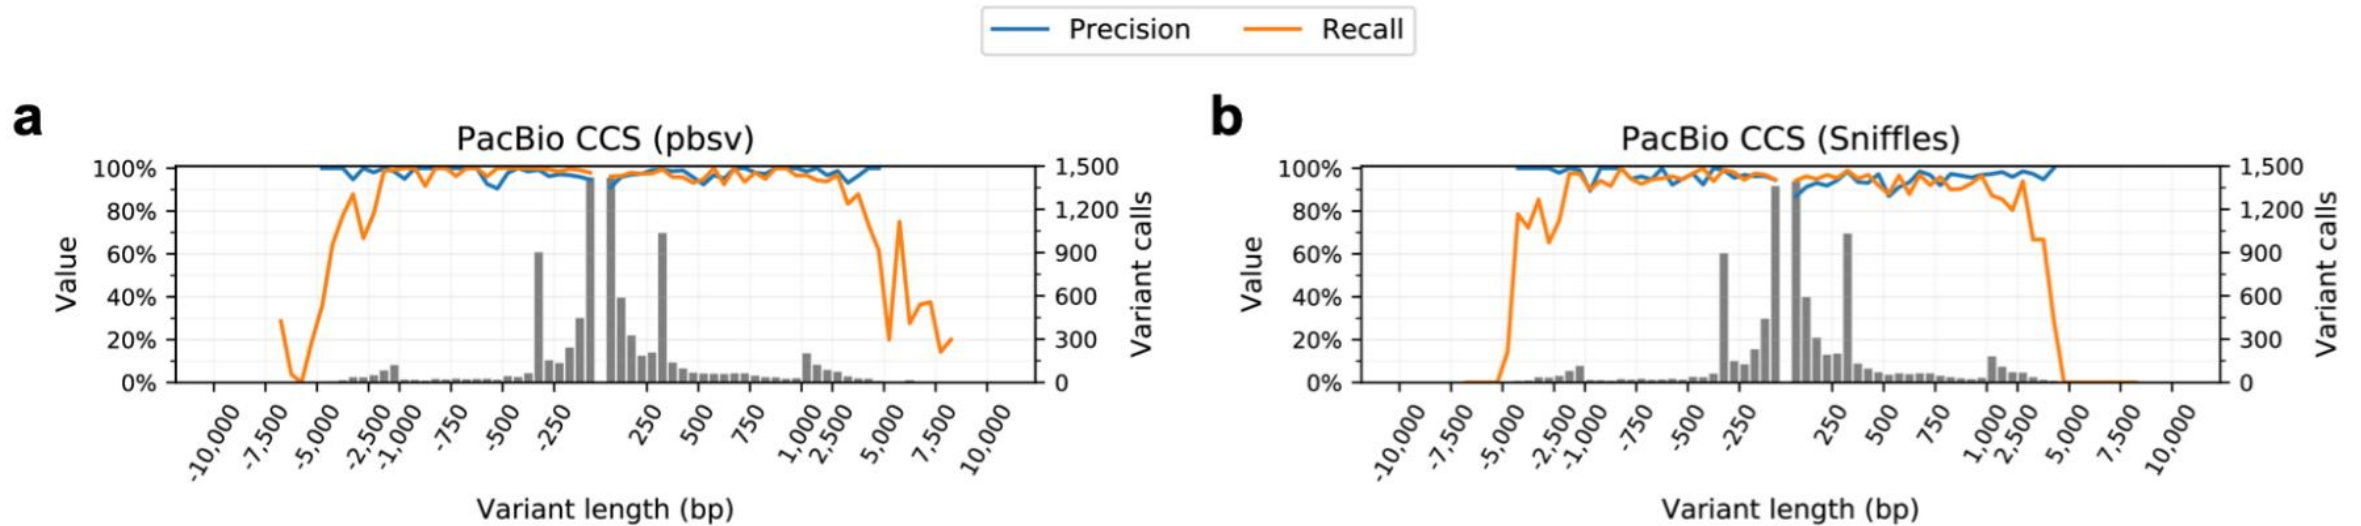 Precision Recall
a
PacBio CCS (pbsv)
100%
80%
60%
40%
20%
0%
Value
1,500
1,200
900
600
300
0
Variant calls
-10,000 -7,500 -5,000 -2,500 -1,000 -750 -500 -250 250 500 750 1,000 2,500 5,000 7,500 10,000
Variant length (bp)
b
PacBio CCS (Sniffles)
100%
80%
60%
40%
20%
0%
Value
1,500
1,200
900
600
300
0
Variant calls
-10,000 -7,500 -5,000 -2,500 -1,000 -750 -500 -250 250 500 750 1,000 2,500 5,000 7,500 10,000
Variant length (bp)